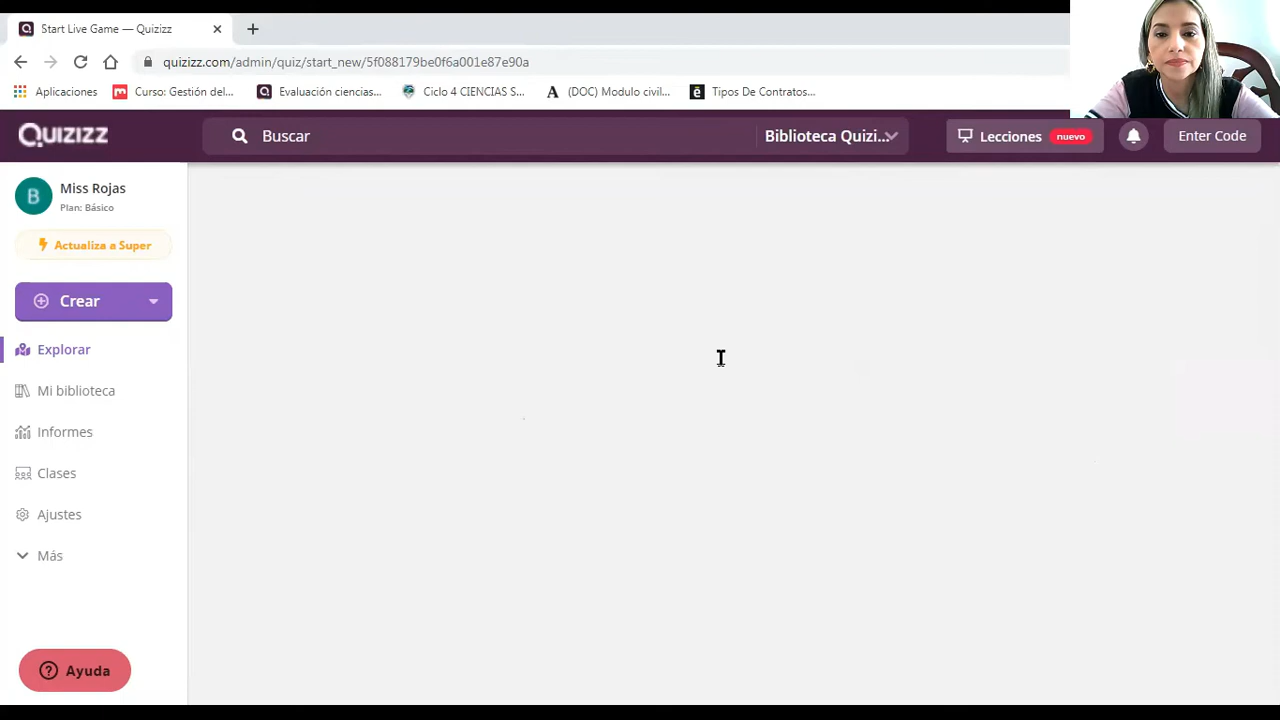 Start Live Game — Quizizz
quizizz.com/admin/quiz/start_new/5f088179be0f6a001e87e90a
Aplicaciones Curso: Gestión del... Evaluación ciencias... Ciclo 4 CIENCIAS S... (DOC) Modulo civil... Tipos De Contratos...
Quizizz Buscar Biblioteca Quizi... Lecciones nuevo Enter Code
B Miss Rojas
Plan: Básico
Actualiza a Super
Crear
Explorar
Mi biblioteca
Informes
Clases
Ajustes
Más
Ayuda